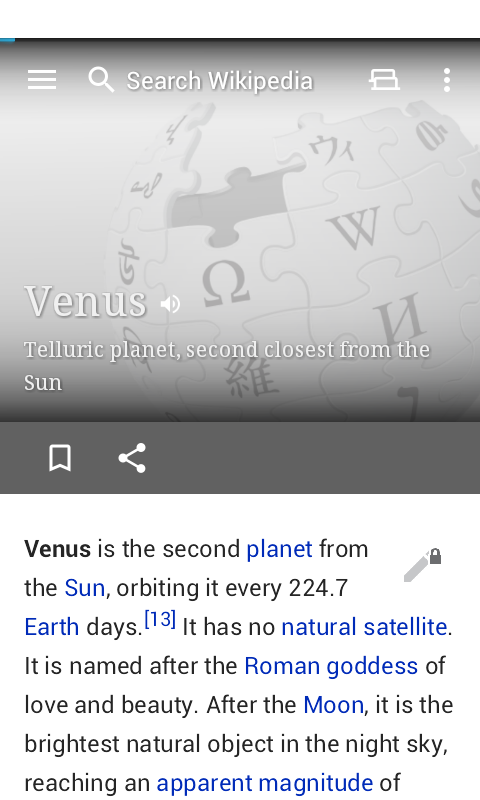 Search Wikipedia
ウィ
W
Ω
И
維
Venus
Telluric planet, second closest from the
Sun
Venus is the second planet from
the Sun, orbiting it every 224.7
Earth days.[13] It has no natural satellite.
It is named after the Roman goddess of
love and beauty. After the Moon, it is the
brightest natural object in the night sky,
reaching an apparent magnitude of